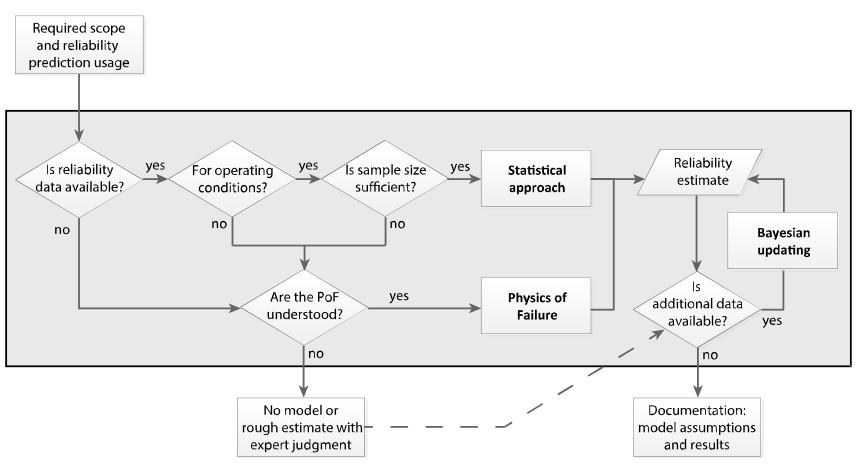 Required scope
and reliability
prediction usage
Is reliability
data available?
yes
For operating
conditions?
yes
Is sample size
sufficient?
yes
Statistical
approach
Reliability
estimate
no
no
no
Bayesian
updating
Are the PoF
understood?
yes
Physics of
Failure
Is
additional data
available?
yes
no
no
No model or
rough estimate with
expert judgment
Documentation:
model assumptions
and results